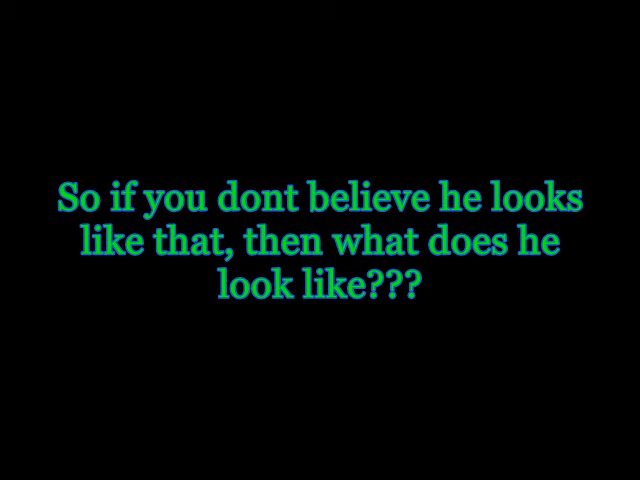 So if you dont believe he looks
like that, then what does he
look like???